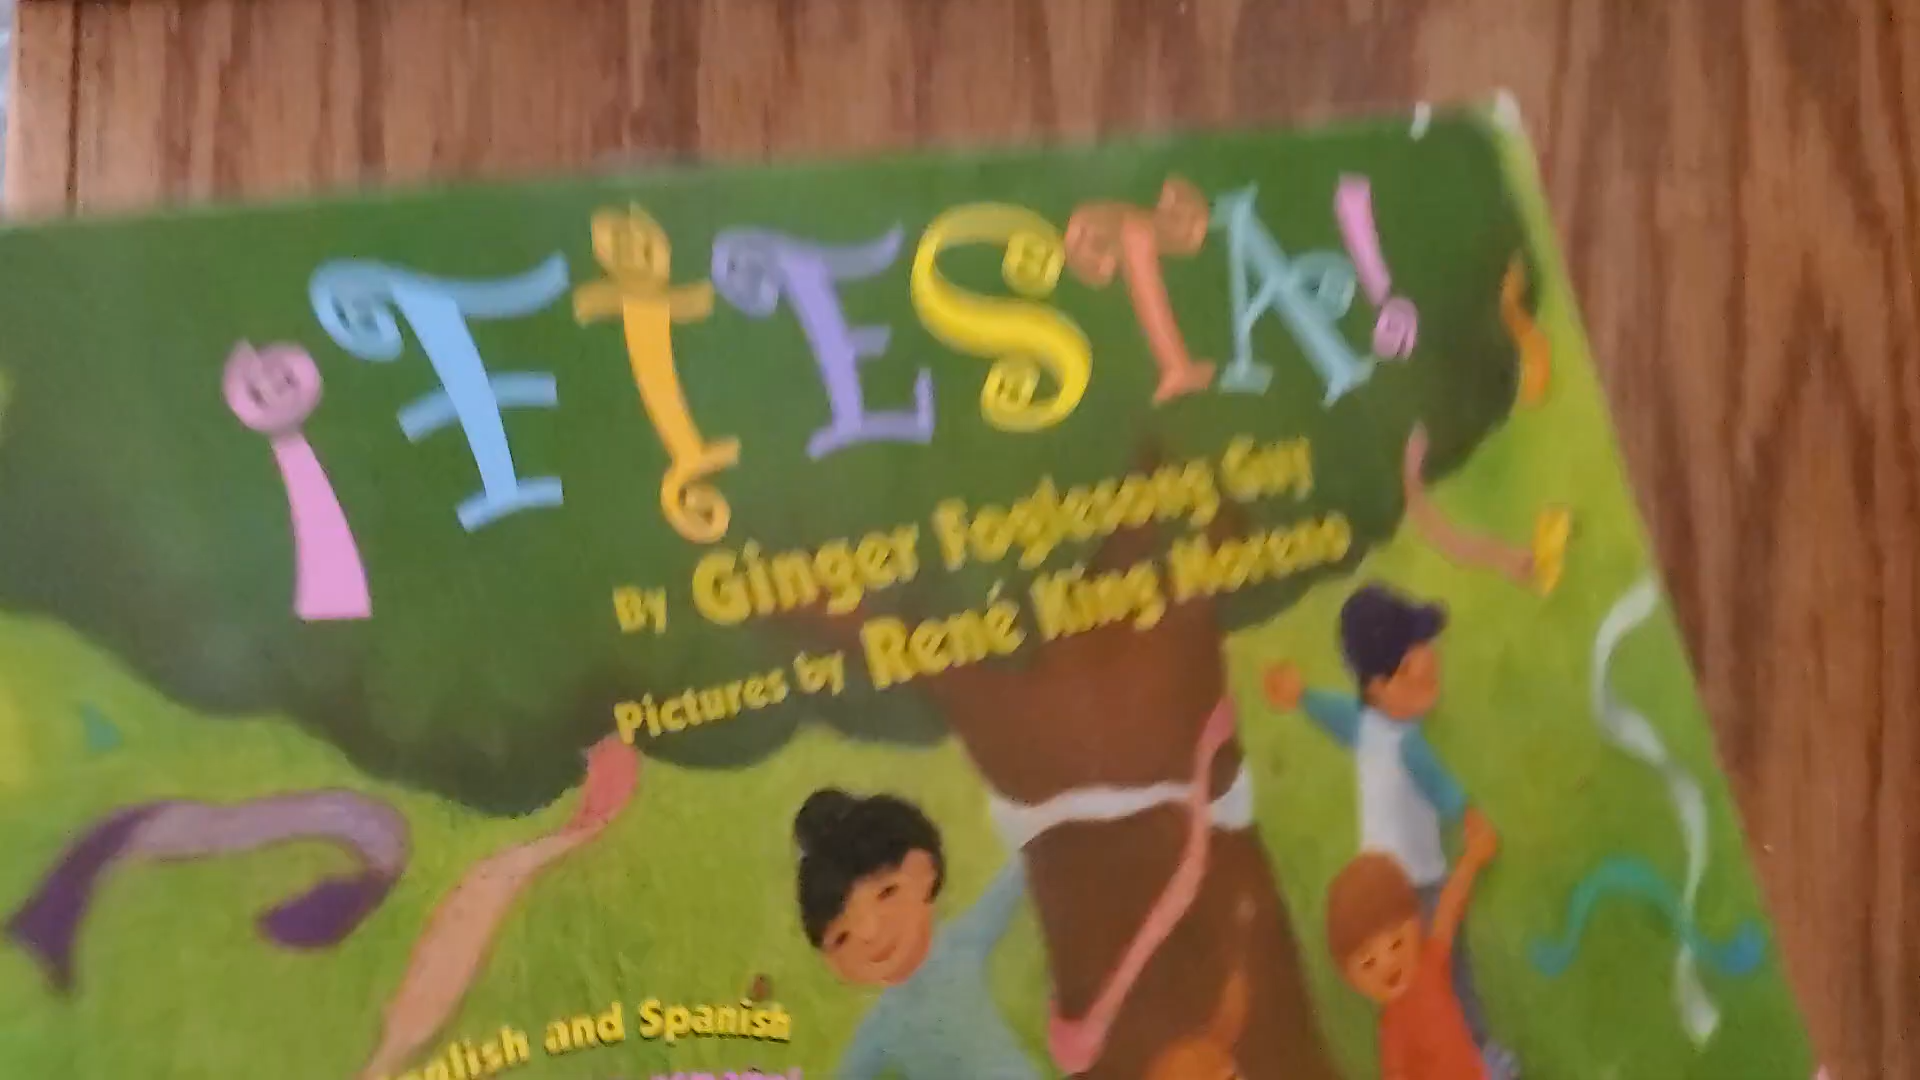 ¡FIESTA!
By Ginger Foglesong Guy
Pictures by René King Moreno
English and Spanish